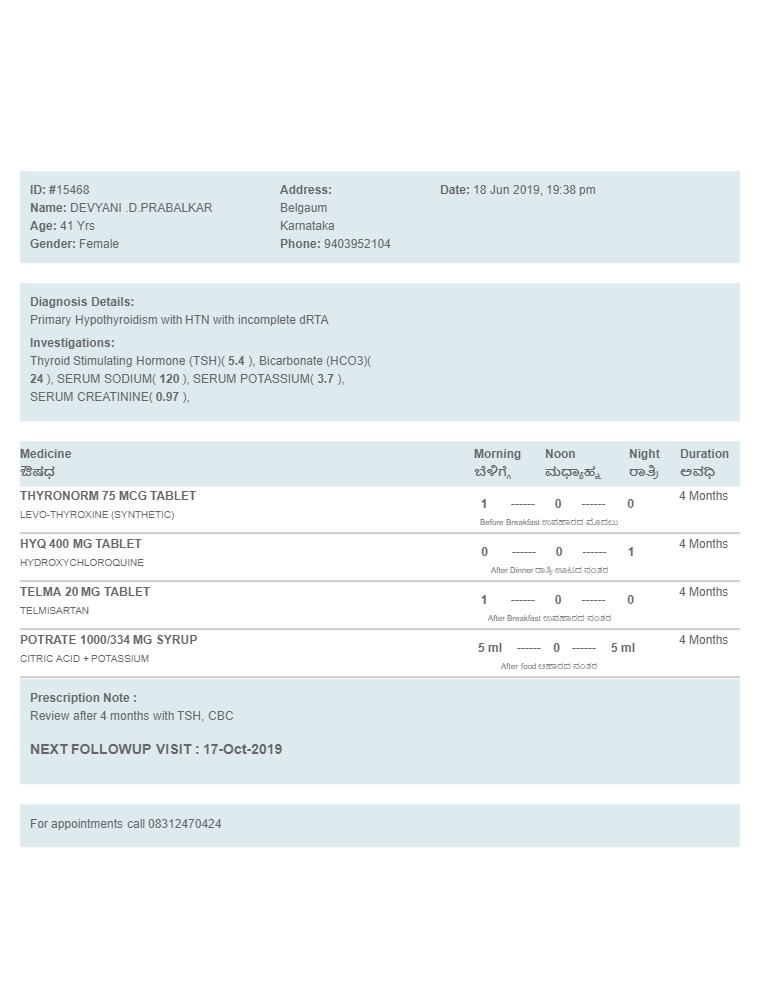 ID: #15468
Name: DEVYANI .D.PRABALKAR
Age: 41 Yrs
Gender: Female
Address:
Belgaum
Karnataka
Phone: 9403952104
Date: 18 Jun 2019, 19:38 pm
Diagnosis Details:
Primary Hypothyroidism with HTN with incomplete dRTA
Investigations:
Thyroid Stimulating Hormone (TSH)( 5.4 ), Bicarbonate (HCO3)(
24 ), SERUM SODIUM( 120 ), SERUM POTASSIUM( 3.7 ),
SERUM CREATININE( 0.97 ),
Medicine Morning Noon Night Duration
ಔಷಧ ಬೆಳಿಗ್ಗೆ ಮಧ್ಯಾಹ್ನ ರಾತ್ರಿ ಅವಧಿ
THYRONORM 75 MCG TABLET 1 ------ 0 ------ 0 4 Months
LEVO-THYROXINE (SYNTHETIC) Before Breakfast ಉಪಹಾರದ ಮೊದಲು
HYQ 400 MG TABLET 0 ------ 0 ------ 1 4 Months
HYDROXYCHLOROQUINE After Dinner ರಾತ್ರಿ ಊಟದ ನಂತರ
TELMA 20 MG TABLET 1 ------ 0 ------ 0 4 Months
TELMISARTAN After Breakfast ಉಪಹಾರದ ನಂತರ
POTRATE 1000/334 MG SYRUP 5 ml ------ 0 ------ 5 ml 4 Months
CITRIC ACID + POTASSIUM After food ಆಹಾರದ ನಂತರ
Prescription Note :
Review after 4 months with TSH, CBC
NEXT FOLLOWUP VISIT : 17-Oct-2019
For appointments call 08312470424